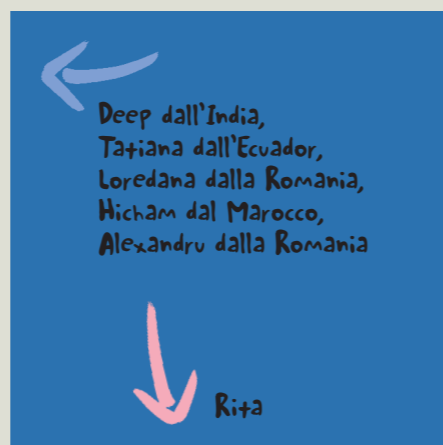 Deep dall'India,
Tatiana dall'Ecuador,
Loredana dalla Romania,
Hicham dal Marocco,
Alexandru dalla Romania
Rita